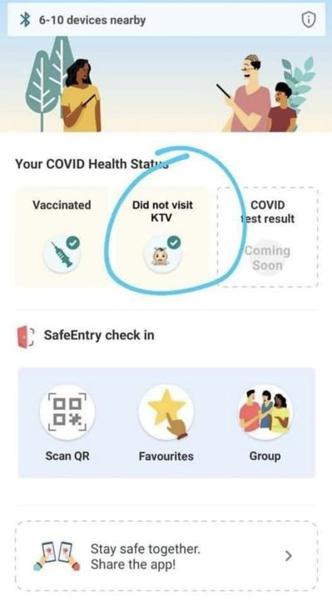 6-10 devices nearby
Your COVID Health Status
Vaccinated
Did not visit
KTV
COVID
test result
Coming
Soon
SafeEntry check in
Scan QR
Favourites
Group
Stay safe together.
Share the app!